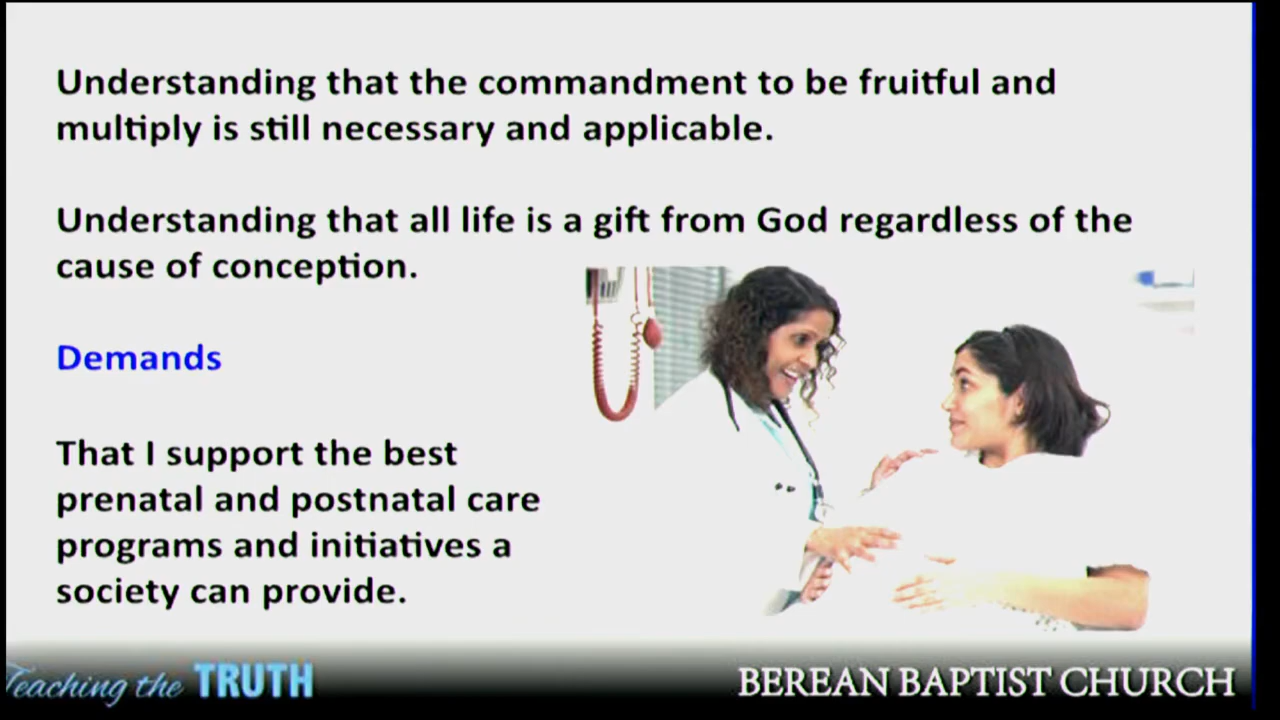 Understanding that the commandment to be fruitful and
multiply is still necessary and applicable.
Understanding that all life is a gift from God regardless of the
cause of conception.
Demands
That I support the best
prenatal and postnatal care
programs and initiatives a
society can provide.
Teaching the TRUTH
BEREAN BAPTIST CHURCH